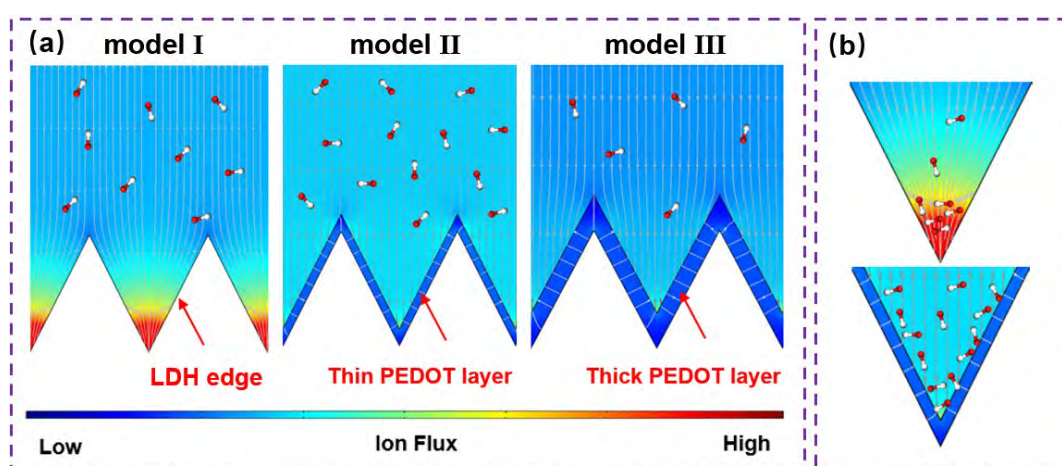 (a) model I model II model III
LDH edge Thin PEDOT layer Thick PEDOT layer
Low Ion Flux High
(b)